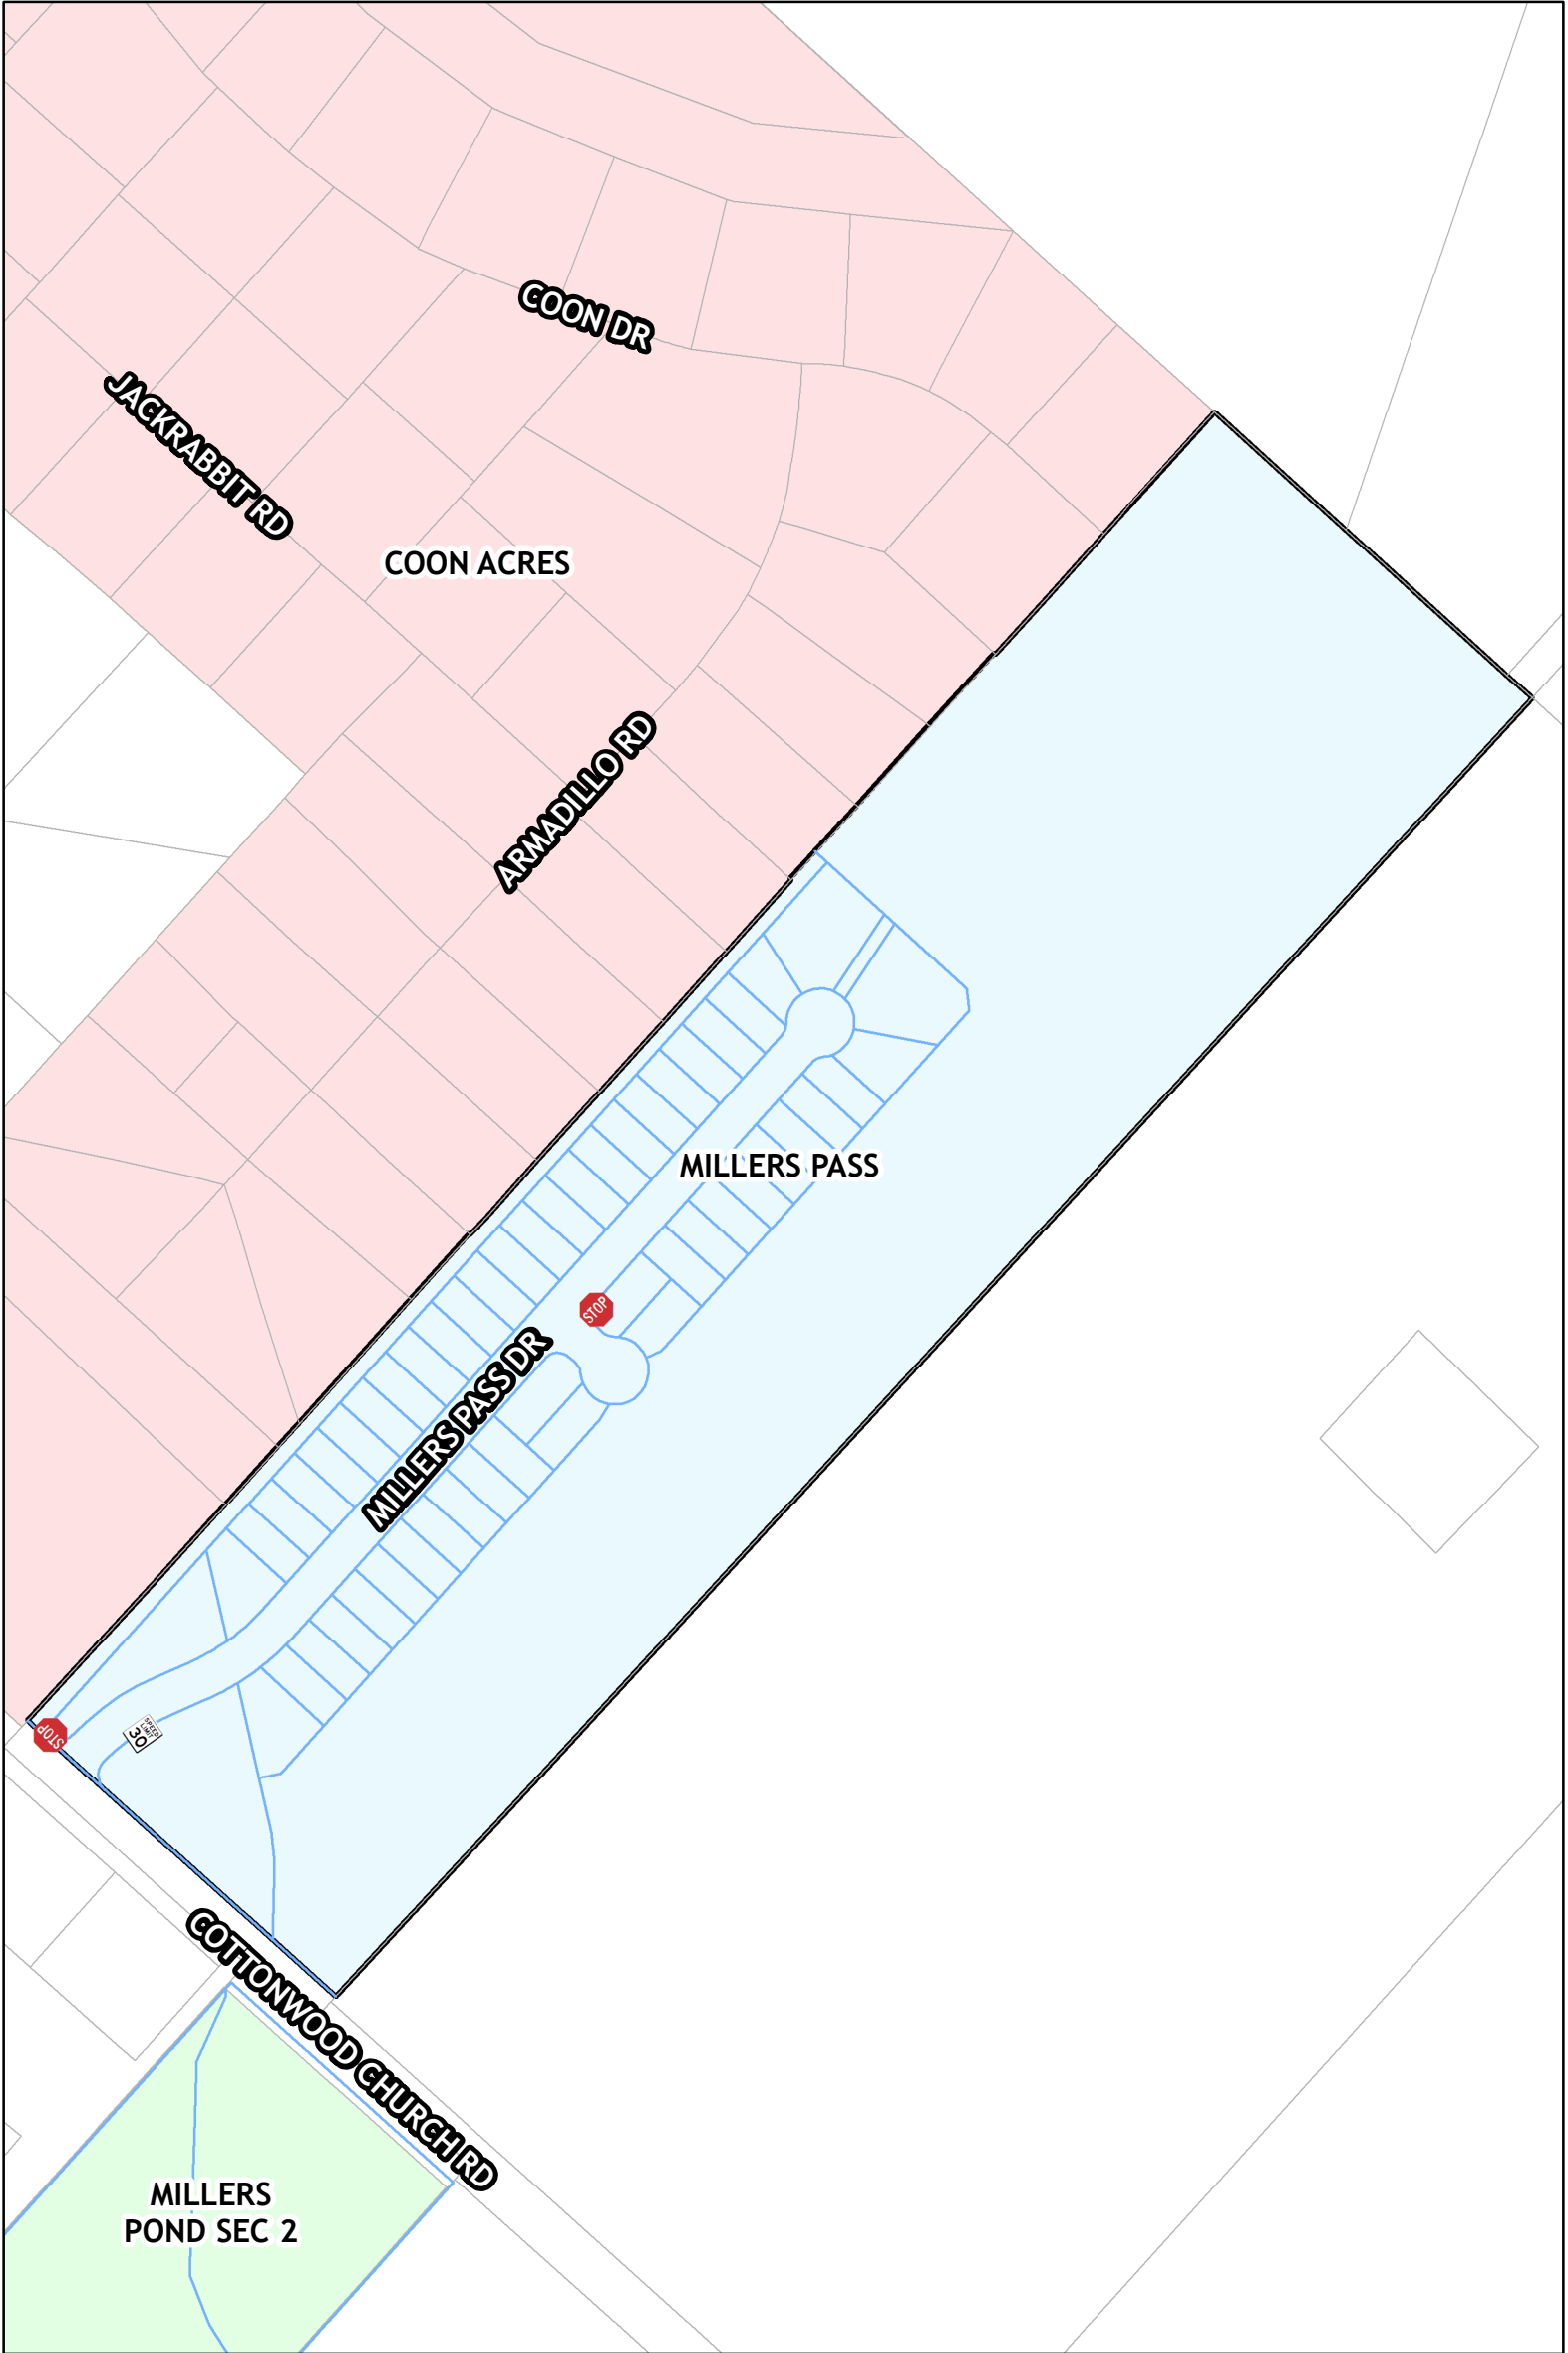 COON DR
JACKRABBIT RD
COON ACRES
ARMADILLO RD
MILLERS PASS
STOP
MILLERS PASS DR
STOP
SPEED
LIMIT
30
COTTONWOOD CHURCH RD
MILLERS
POND SEC 2